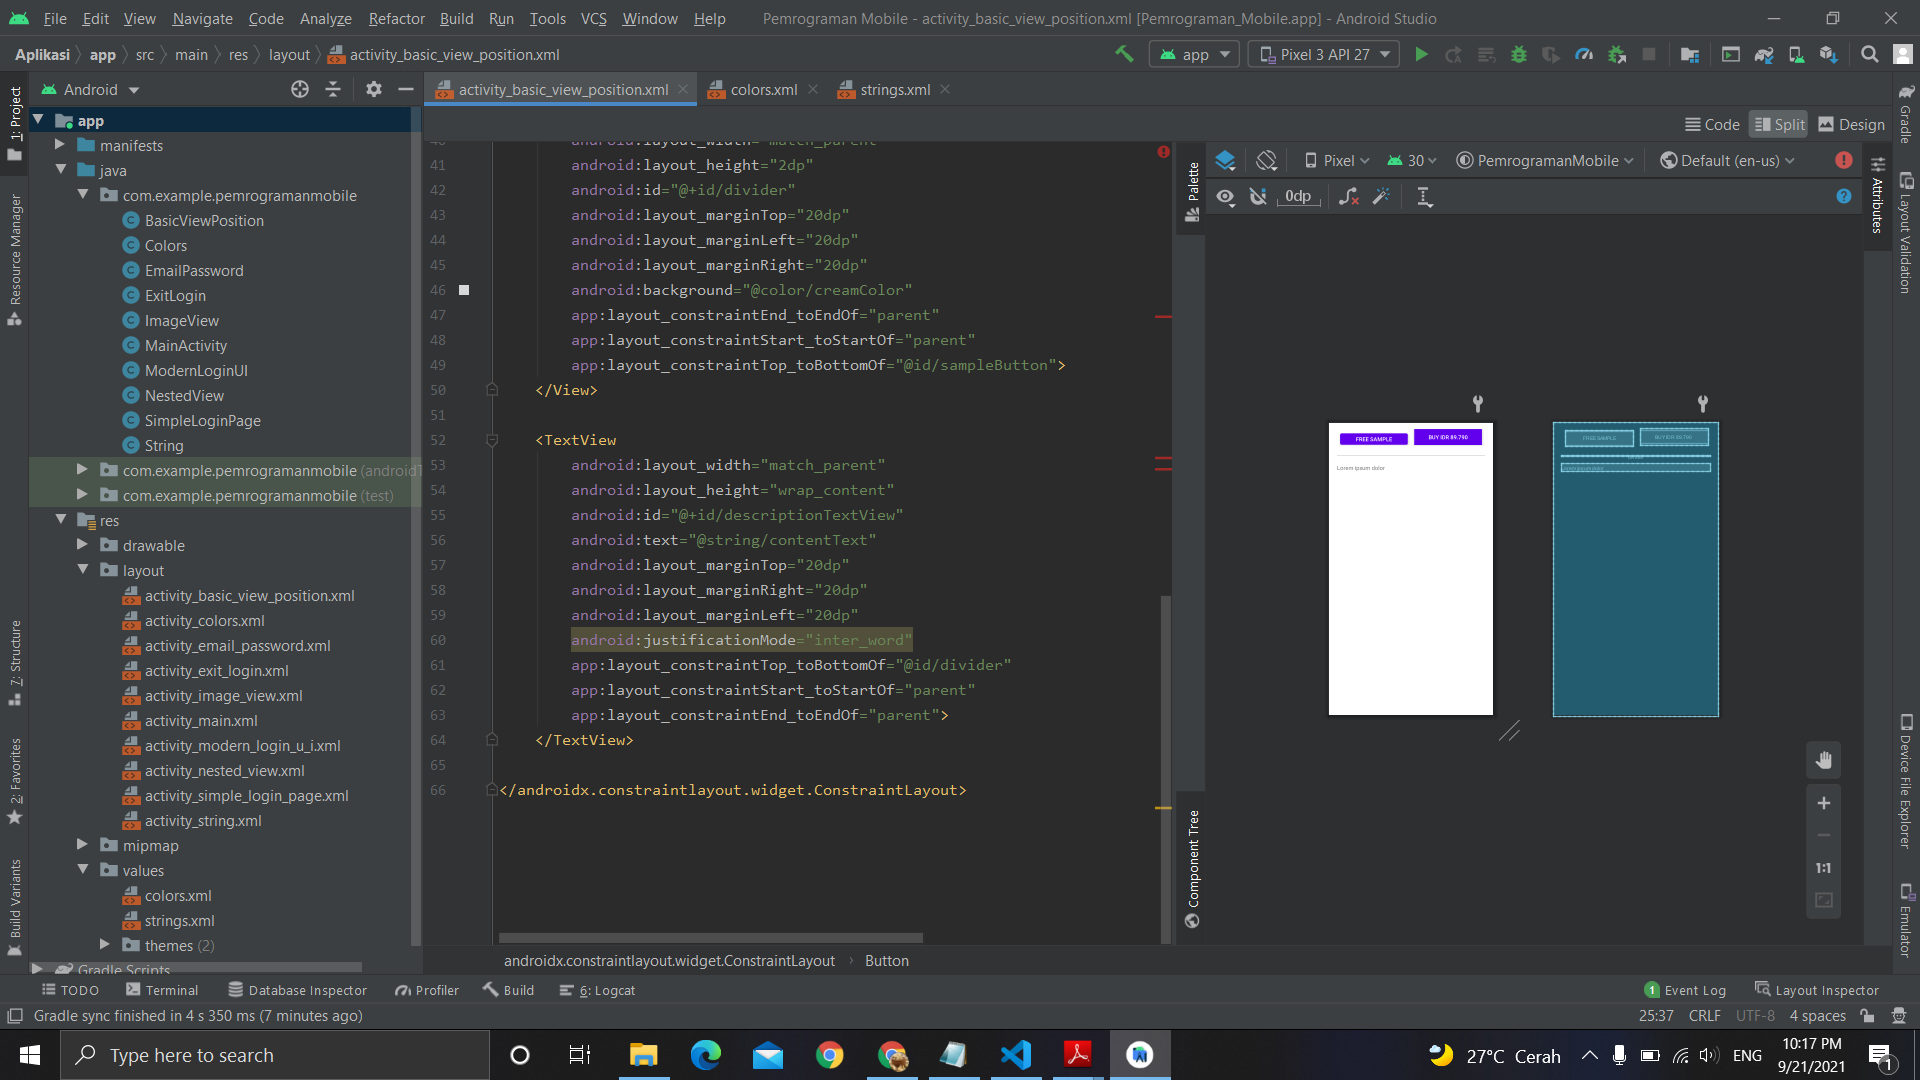 File Edit View Navigate Code Analyze Refactor Build Run Tools VCS Window Help Pemrograman Mobile - activity_basic_view_position.xml [Pemrograman_Mobile.app] - Android Studio
Aplikasi app src main res layout activity_basic_view_position.xml app Pixel 3 API 27
Android activity_basic_view_position.xml colors.xml strings.xml
Code Split Design
1: Project
Resource Manager
7: Structure
2: Favorites
Build Variants
app
manifests
java
com.example.pemrogramanmobile
BasicViewPosition
Colors
EmailPassword
ExitLogin
ImageView
MainActivity
ModernLoginUI
NestedView
SimpleLoginPage
String
com.example.pemrogramanmobile (androidT
com.example.pemrogramanmobile (test)
res
drawable
layout
activity_basic_view_position.xml
activity_colors.xml
activity_email_password.xml
activity_exit_login.xml
activity_image_view.xml
activity_main.xml
activity_modern_login_u_i.xml
activity_nested_view.xml
activity_simple_login_page.xml
activity_string.xml
mipmap
values
colors.xml
strings.xml
themes (2)
Gradle Scripts
40 android:layout_width="match_parent"
41 android:layout_height="2dp"
42 android:id="@+id/divider"
43 android:layout_marginTop="20dp"
44 android:layout_marginLeft="20dp"
45 android:layout_marginRight="20dp"
46 android:background="@color/creamColor"
47 app:layout_constraintEnd_toEndOf="parent"
48 app:layout_constraintStart_toStartOf="parent"
49 app:layout_constraintTop_toBottomOf="@id/sampleButton">
50 </View>
51
52 <TextView
53 android:layout_width="match_parent"
54 android:layout_height="wrap_content"
55 android:id="@+id/descriptionTextView"
56 android:text="@string/contentText"
57 android:layout_marginTop="20dp"
58 android:layout_marginRight="20dp"
59 android:layout_marginLeft="20dp"
60 android:justificationMode="inter_word"
61 app:layout_constraintTop_toBottomOf="@id/divider"
62 app:layout_constraintStart_toStartOf="parent"
63 app:layout_constraintEnd_toEndOf="parent">
64 </TextView>
65
66 </androidx.constraintlayout.widget.ConstraintLayout>
androidx.constraintlayout.widget.ConstraintLayout Button
Palette
Component Tree
Pixel 30 PemrogramanMobile Default (en-us)
0dp
FREE SAMPLE BUY IDR 89.790
Lorem ipsum dolor
FREE SAMPLE BUY IDR 89.790
1:1
Attributes
Gradle
Layout Validation
Device File Explorer
Emulator
TODO Terminal Database Inspector Profiler Build 6: Logcat 1 Event Log Layout Inspector
Gradle sync finished in 4 s 350 ms (7 minutes ago) 25:37 CRLF UTF-8 4 spaces
Type here to search 27°C Cerah ENG 10:17 PM
9/21/2021
1